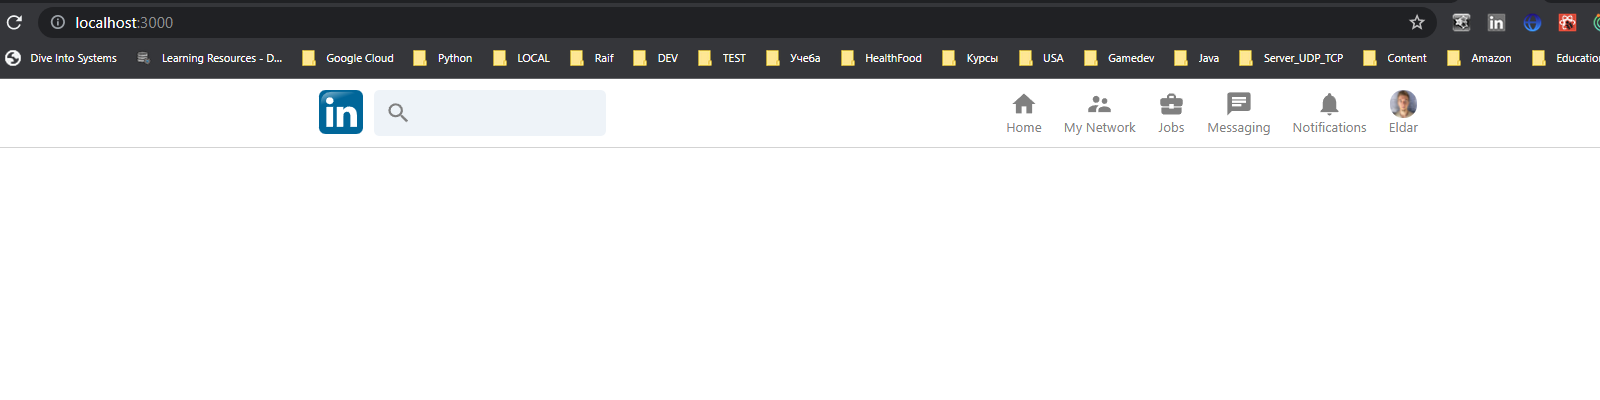 localhost:3000
Dive Into Systems Learning Resources - D... Google Cloud Python LOCAL Raif DEV TEST Учеба HealthFood Курсы USA Gamedev Java Server_UDP_TCP Content Amazon Educatio
in
Home My Network Jobs Messaging Notifications Eldar